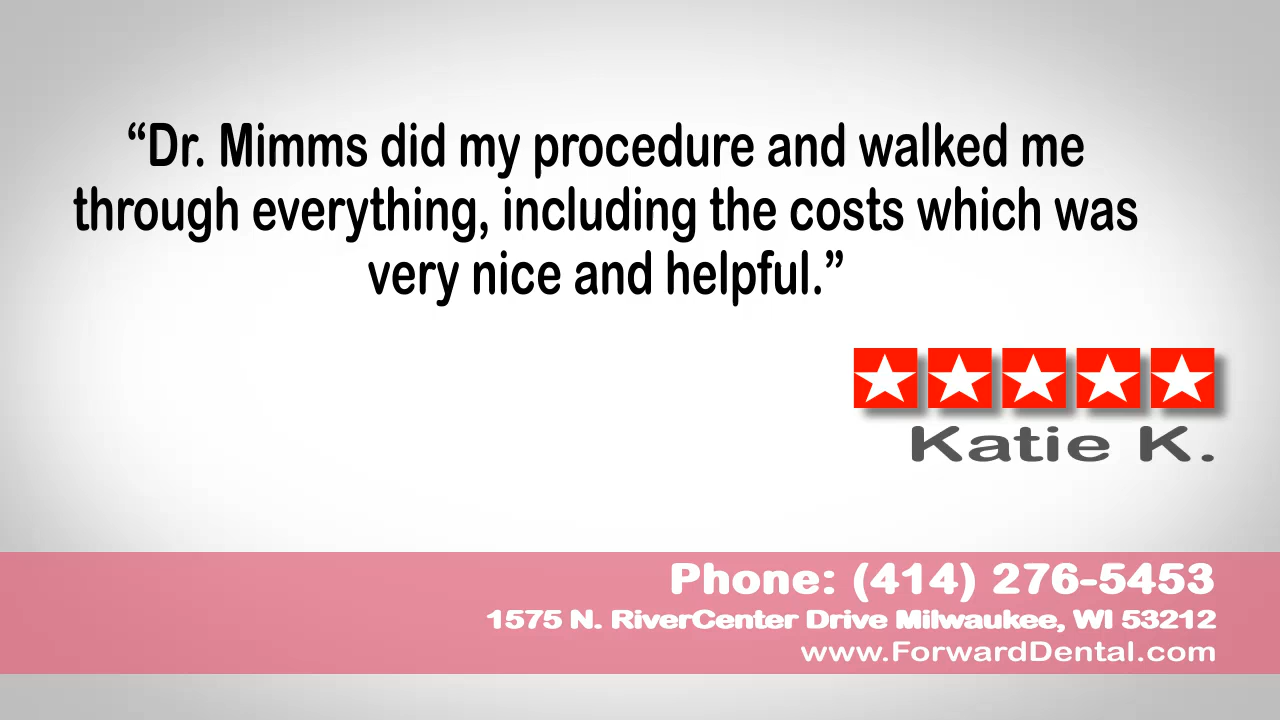 “Dr. Mimms did my procedure and walked me
through everything, including the costs which was
very nice and helpful.”
Katie K.
Phone: (414) 276-5453
1575 N. RiverCenter Drive Milwaukee, WI 53212
www.ForwardDental.com